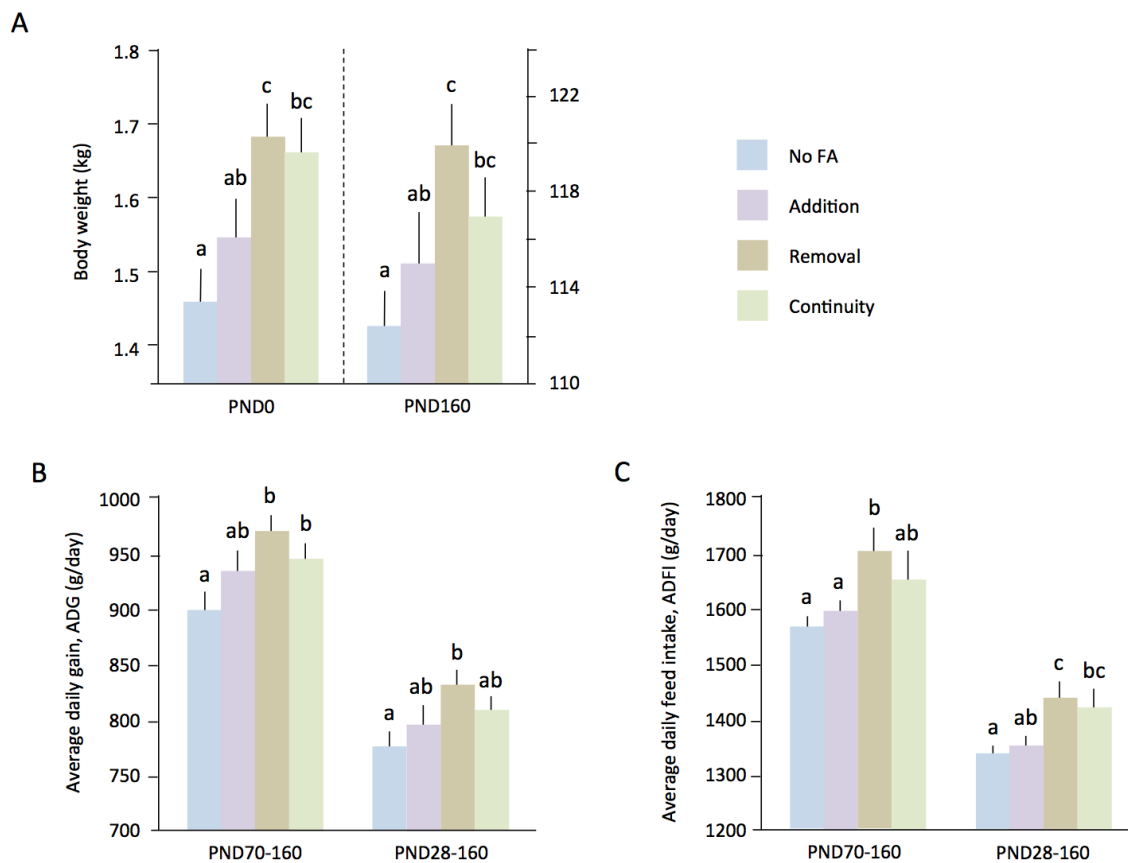 A
1.8
1.7
1.6
1.5
1.4
Body weight (kg)
a
ab
c
bc
a
ab
c
bc
122
118
114
110
PND0
PND160
No FA
Addition
Removal
Continuity
B
1000
950
900
850
800
750
700
Average daily gain, ADG (g/day)
a
ab
b
b
a
ab
b
ab
PND70-160
PND28-160
C
1800
1700
1600
1500
1400
1300
1200
Average daily feed intake, ADFI (g/day)
a
a
b
ab
a
ab
c
bc
PND70-160
PND28-160